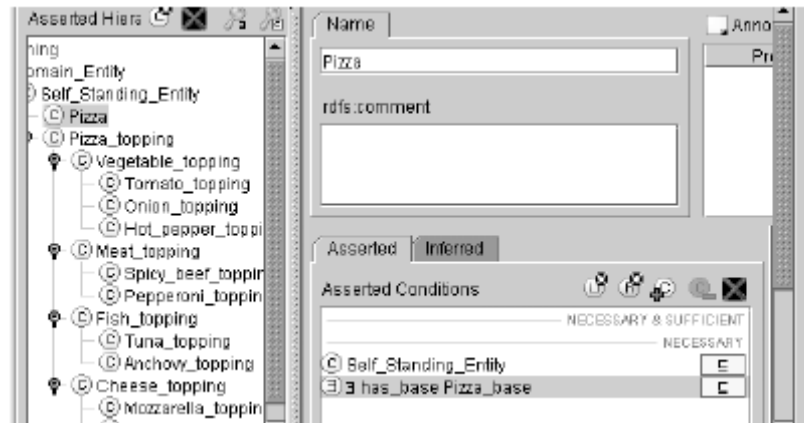 Asserted Hiera
ning
omain_Entity
Self_Standing_Entity
Pizza
Pizza_topping
Vegetable_topping
Tomato_topping
Onion_topping
Hot_pepper_toppi
Meat_topping
Spicy_beef_toppin
Pepperoni_toppin
Fish_topping
Tuna_topping
Anchovy_topping
Cheese_topping
Mozzarella_toppin
Name
Pizza
rdfs:comment
Anno
Pr
Asserted Inferred
Asserted Conditions
NECESSARY & SUFFICIENT
NECESSARY
Self_Standing_Entity ⊑
∃ has_base Pizza_base ⊑